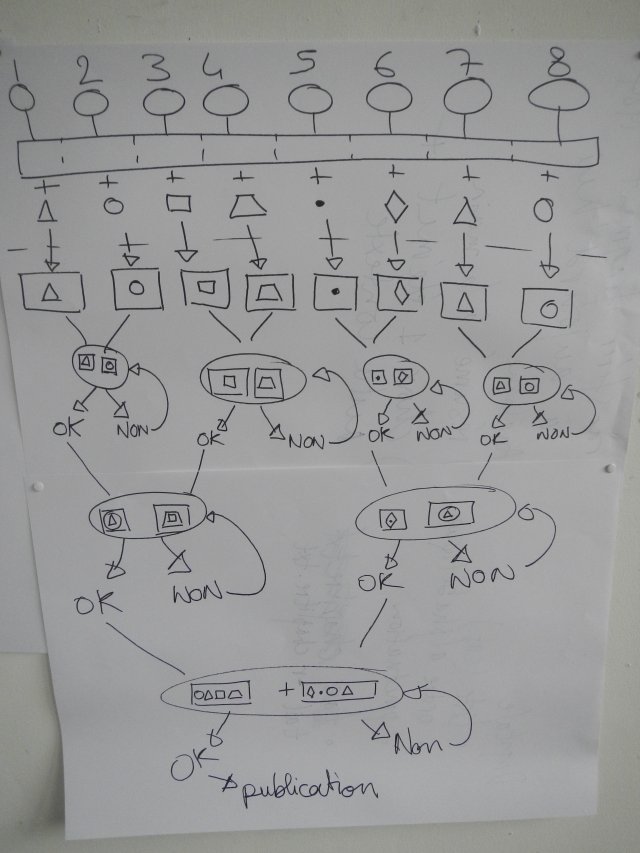 1 2 3 4 5 6 7 8
+ + + + + + + +
OK NON OK NON OK NON OK NON
OK NON OK NON
+
OK Non
publication